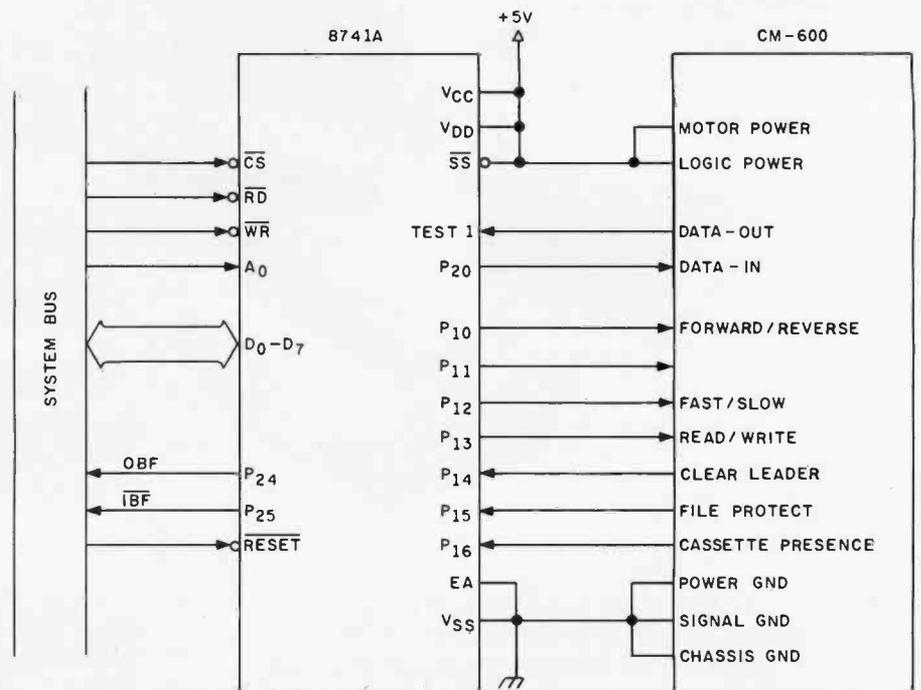 +5V
8741A
CM-600
VCC
VDD
MOTOR POWER
CS
SS
LOGIC POWER
RD
WR
TEST 1
DATA-OUT
A0
P20
DATA-IN
SYSTEM BUS
D0-D7
P10
FORWARD/REVERSE
P11
P12
FAST/SLOW
P13
READ/WRITE
OBF
P24
P14
CLEAR LEADER
IBF
P25
P15
FILE PROTECT
RESET
P16
CASSETTE PRESENCE
EA
POWER GND
VSS
SIGNAL GND
CHASSIS GND